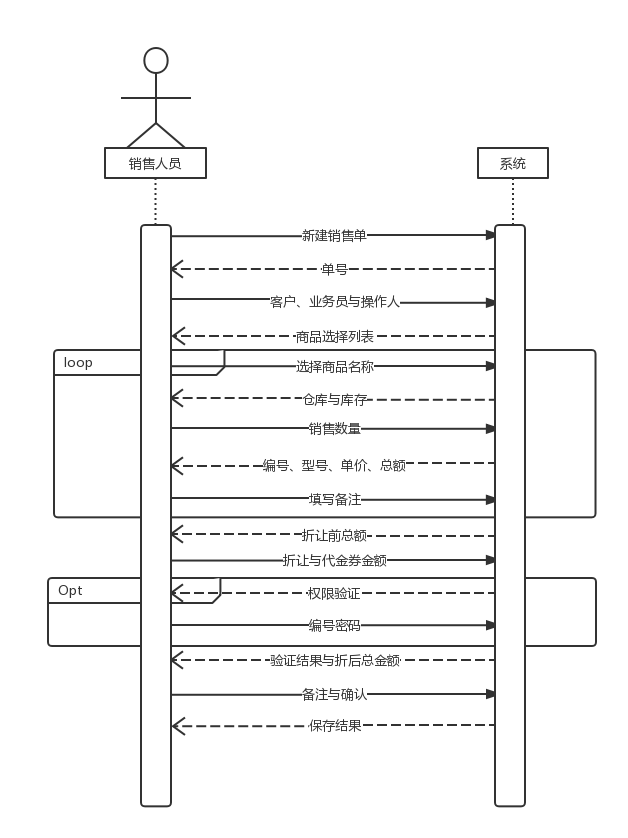 销售人员
系统
新建销售单
单号
客户、业务员与操作人
商品选择列表
loop
选择商品名称
仓库与库存
销售数量
编号、型号、单价、总额
填写备注
折让前总额
折让与代金券金额
Opt
权限验证
编号密码
验证结果与折后总金额
备注与确认
保存结果